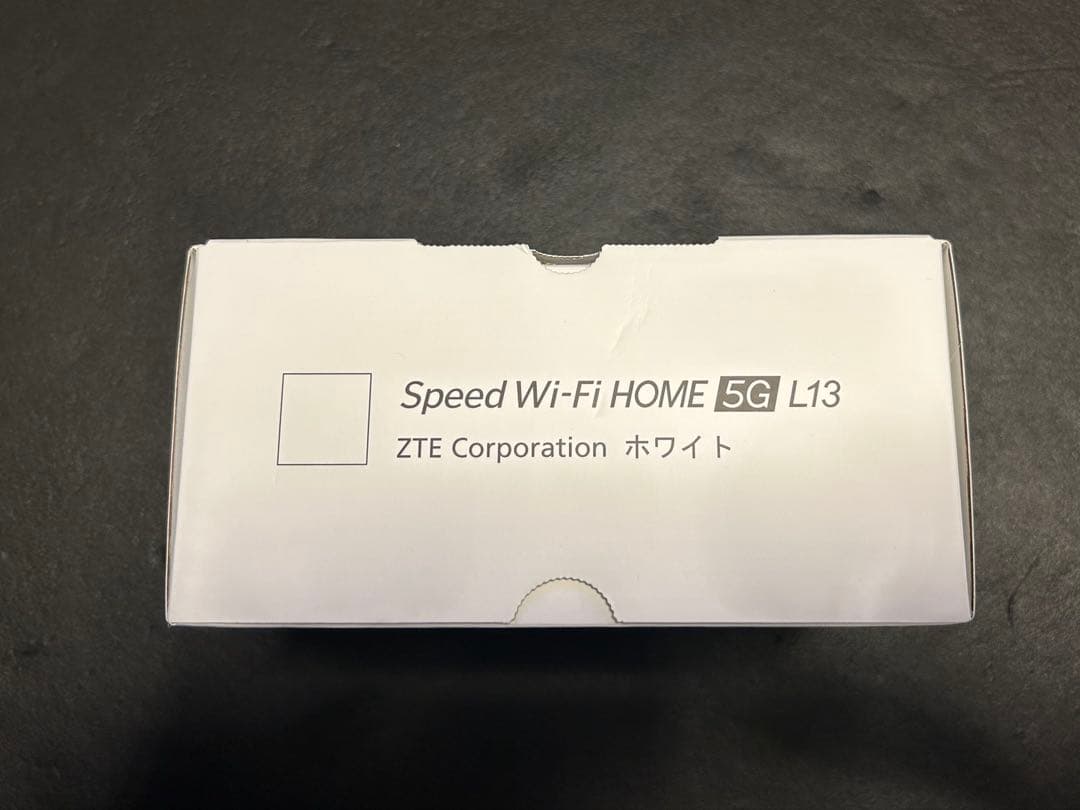 Speed Wi-Fi HOME 5G L13
ZTE Corporation ホワイト